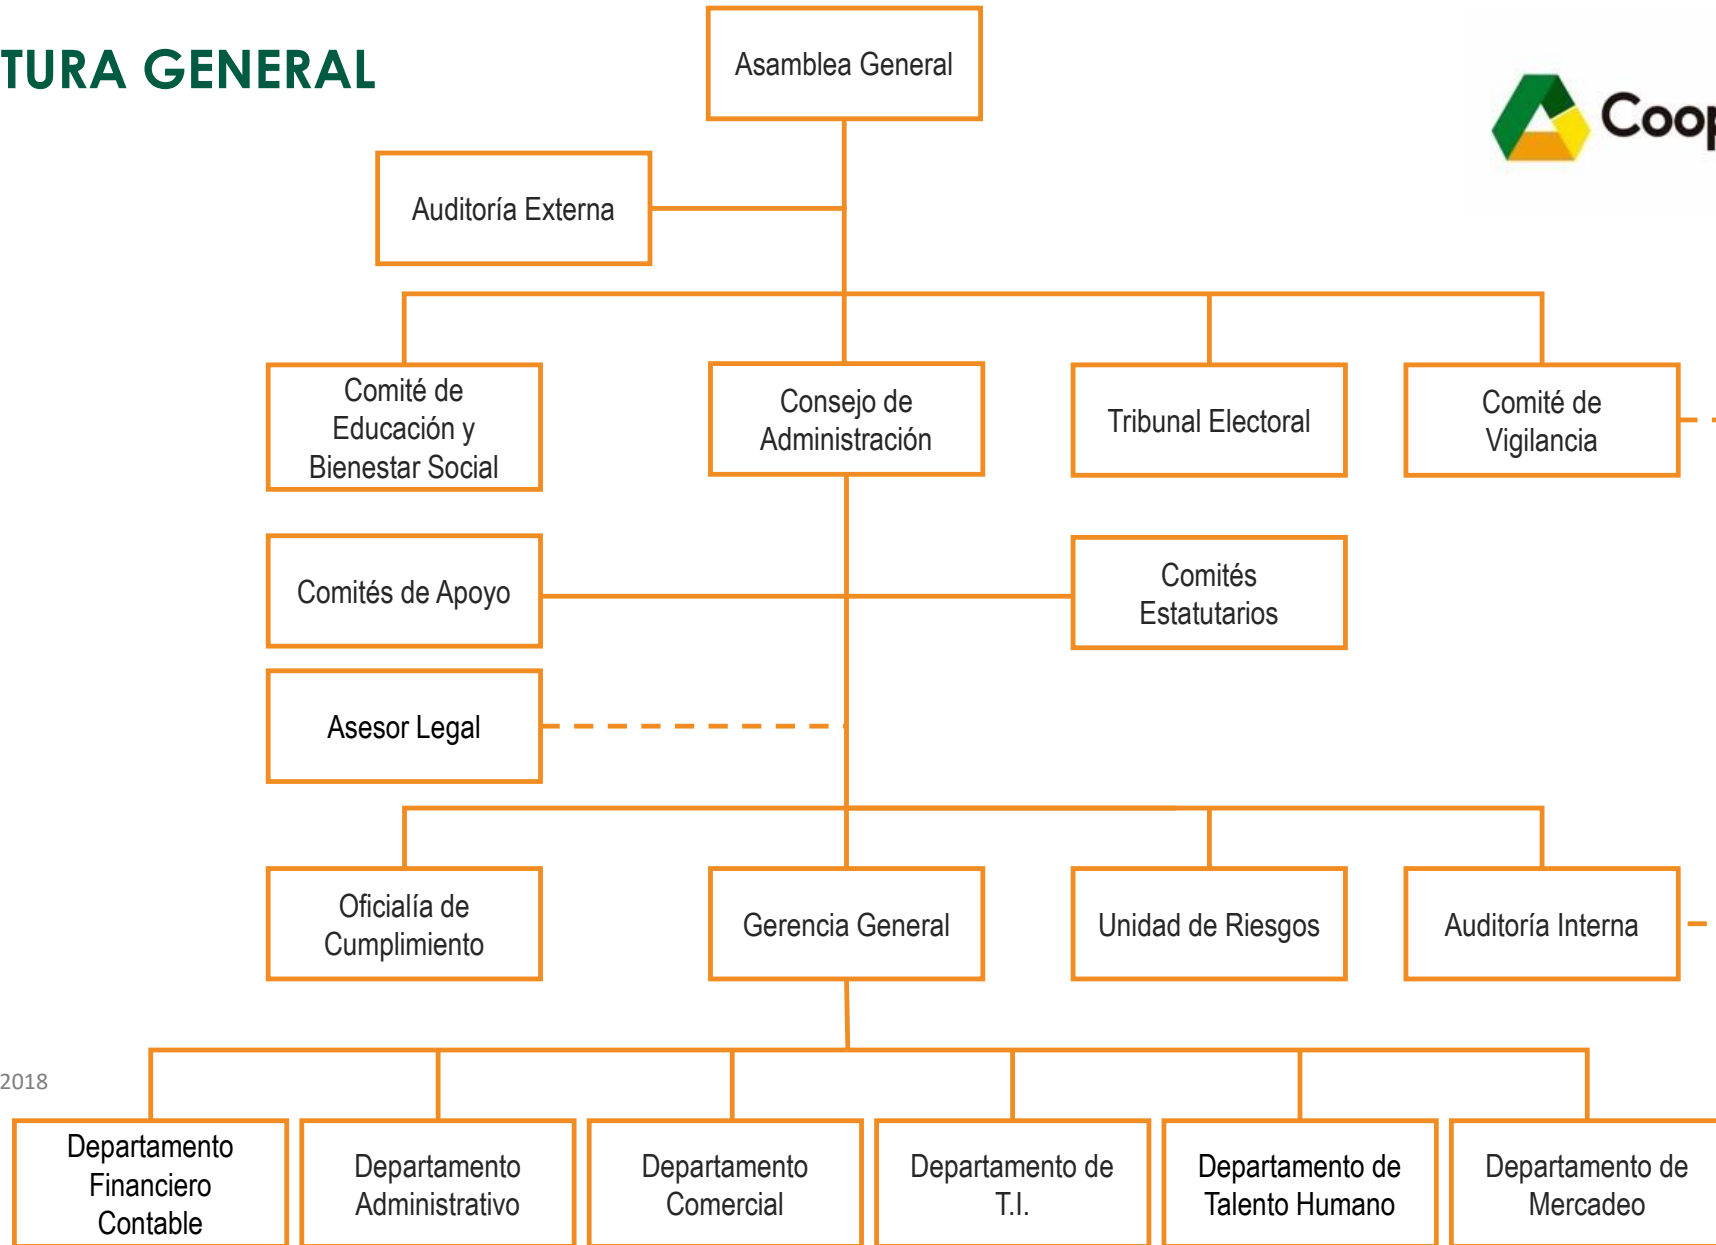 TURA GENERAL
Asamblea General
Coop
Auditoría Externa
Comité de
Educación y
Bienestar Social
Consejo de
Administración
Tribunal Electoral
Comité de
Vigilancia
Comités de Apoyo
Comités
Estatutarios
Asesor Legal
Oficialía de
Cumplimiento
Gerencia General
Unidad de Riesgos
Auditoría Interna
2018
Departamento
Financiero
Contable
Departamento
Administrativo
Departamento
Comercial
Departamento de
T.I.
Departamento de
Talento Humano
Departamento de
Mercadeo